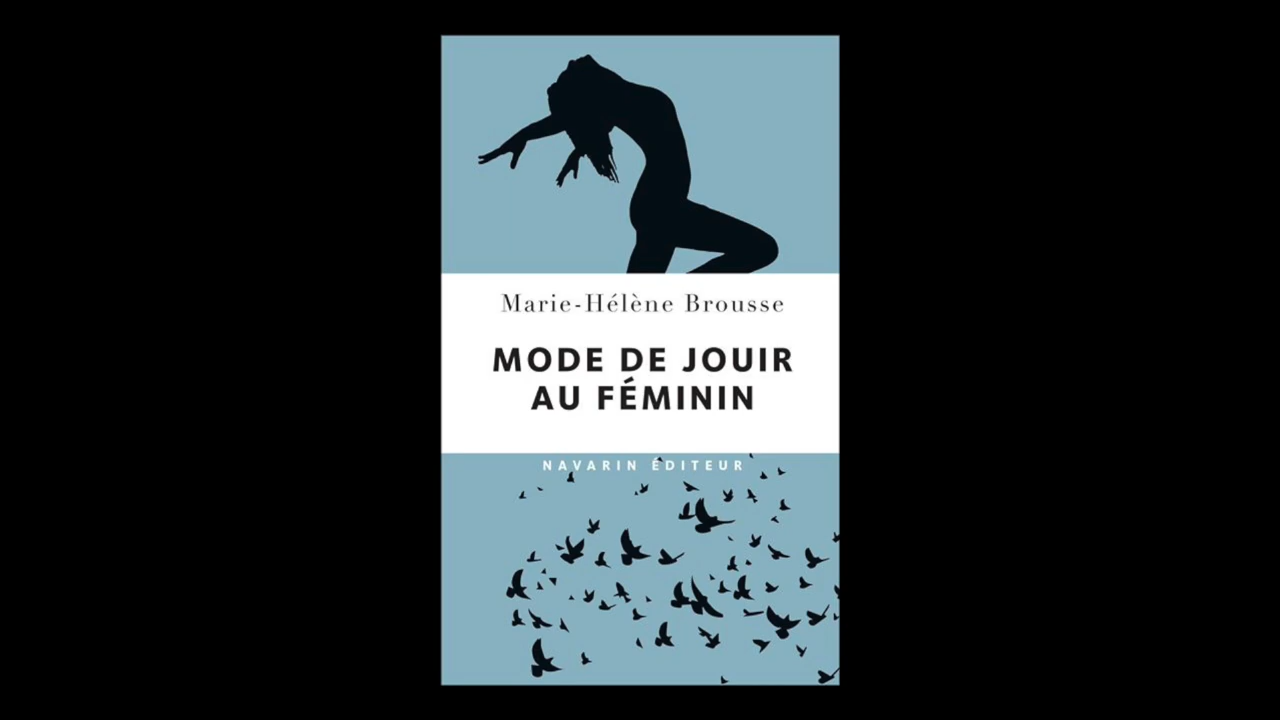 Marie-Hélène Brousse
MODE DE JOUIR
AU FÉMININ
NAVARIN ÉDITEUR